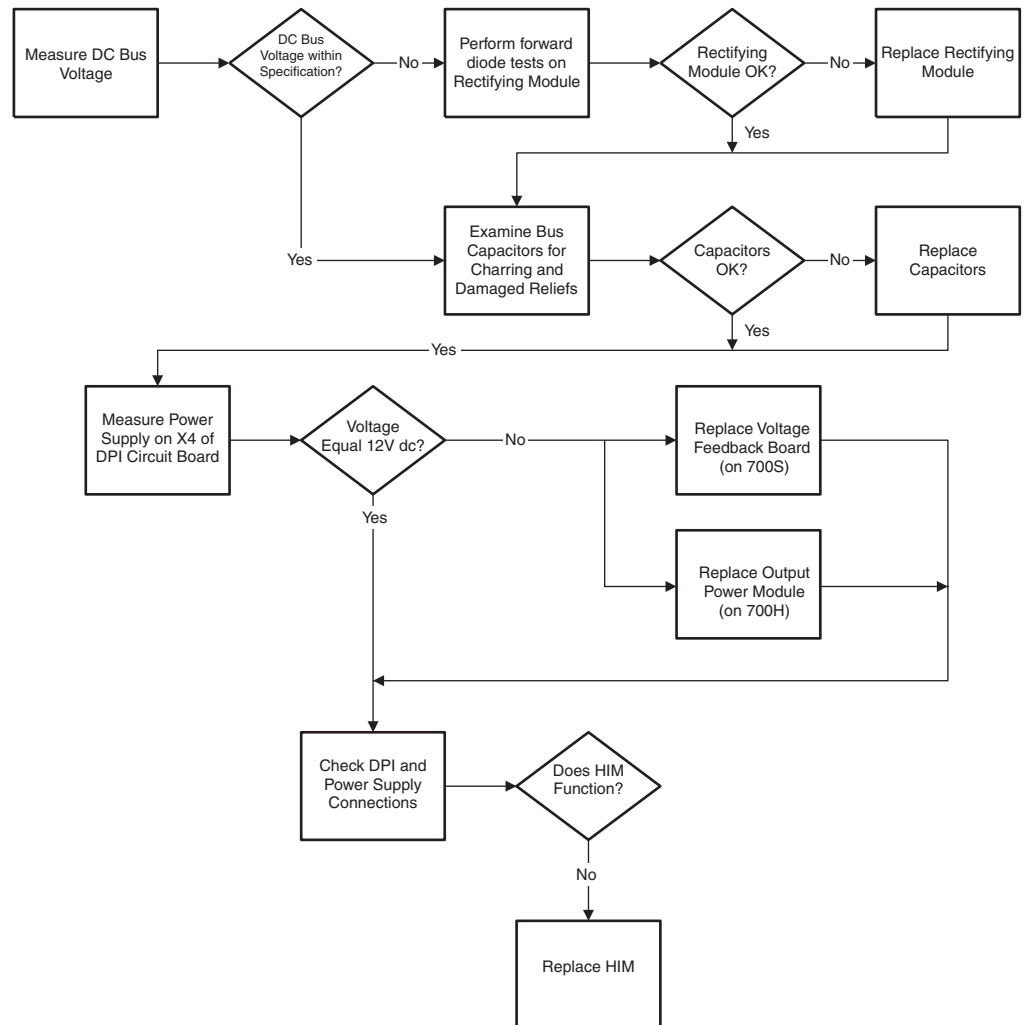 Measure DC Bus
Voltage
DC Bus
Voltage within
Specification?
No
Perform forward
diode tests on
Rectifying Module
Rectifying
Module OK?
No
Replace Rectifying
Module
Yes
Yes
Examine Bus
Capacitors for
Charring and
Damaged Reliefs
Capacitors
OK?
No
Replace
Capacitors
Yes
Yes
Measure Power
Supply on X4 of
DPI Circuit Board
Voltage
Equal 12V dc?
No
Replace Voltage
Feedback Board
(on 700S)
Yes
Replace Output
Power Module
(on 700H)
Check DPI and
Power Supply
Connections
Does HIM
Function?
No
Replace HIM